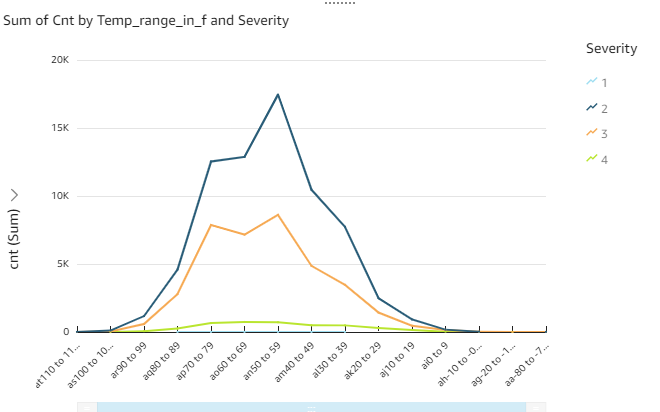 Sum of Cnt by Temp_range_in_f and Severity
Severity
1
2
3
4
cnt (Sum)
20K
15K
10K
5K
0
at110 to 11...
as100 to 10...
ar90 to 99
aq80 to 89
ap70 to 79
ao60 to 69
an50 to 59
am40 to 49
al30 to 39
ak20 to 29
aj10 to 19
ai0 to 9
ah-10 to -0...
ag-20 to -1...
aa-80 to -7...